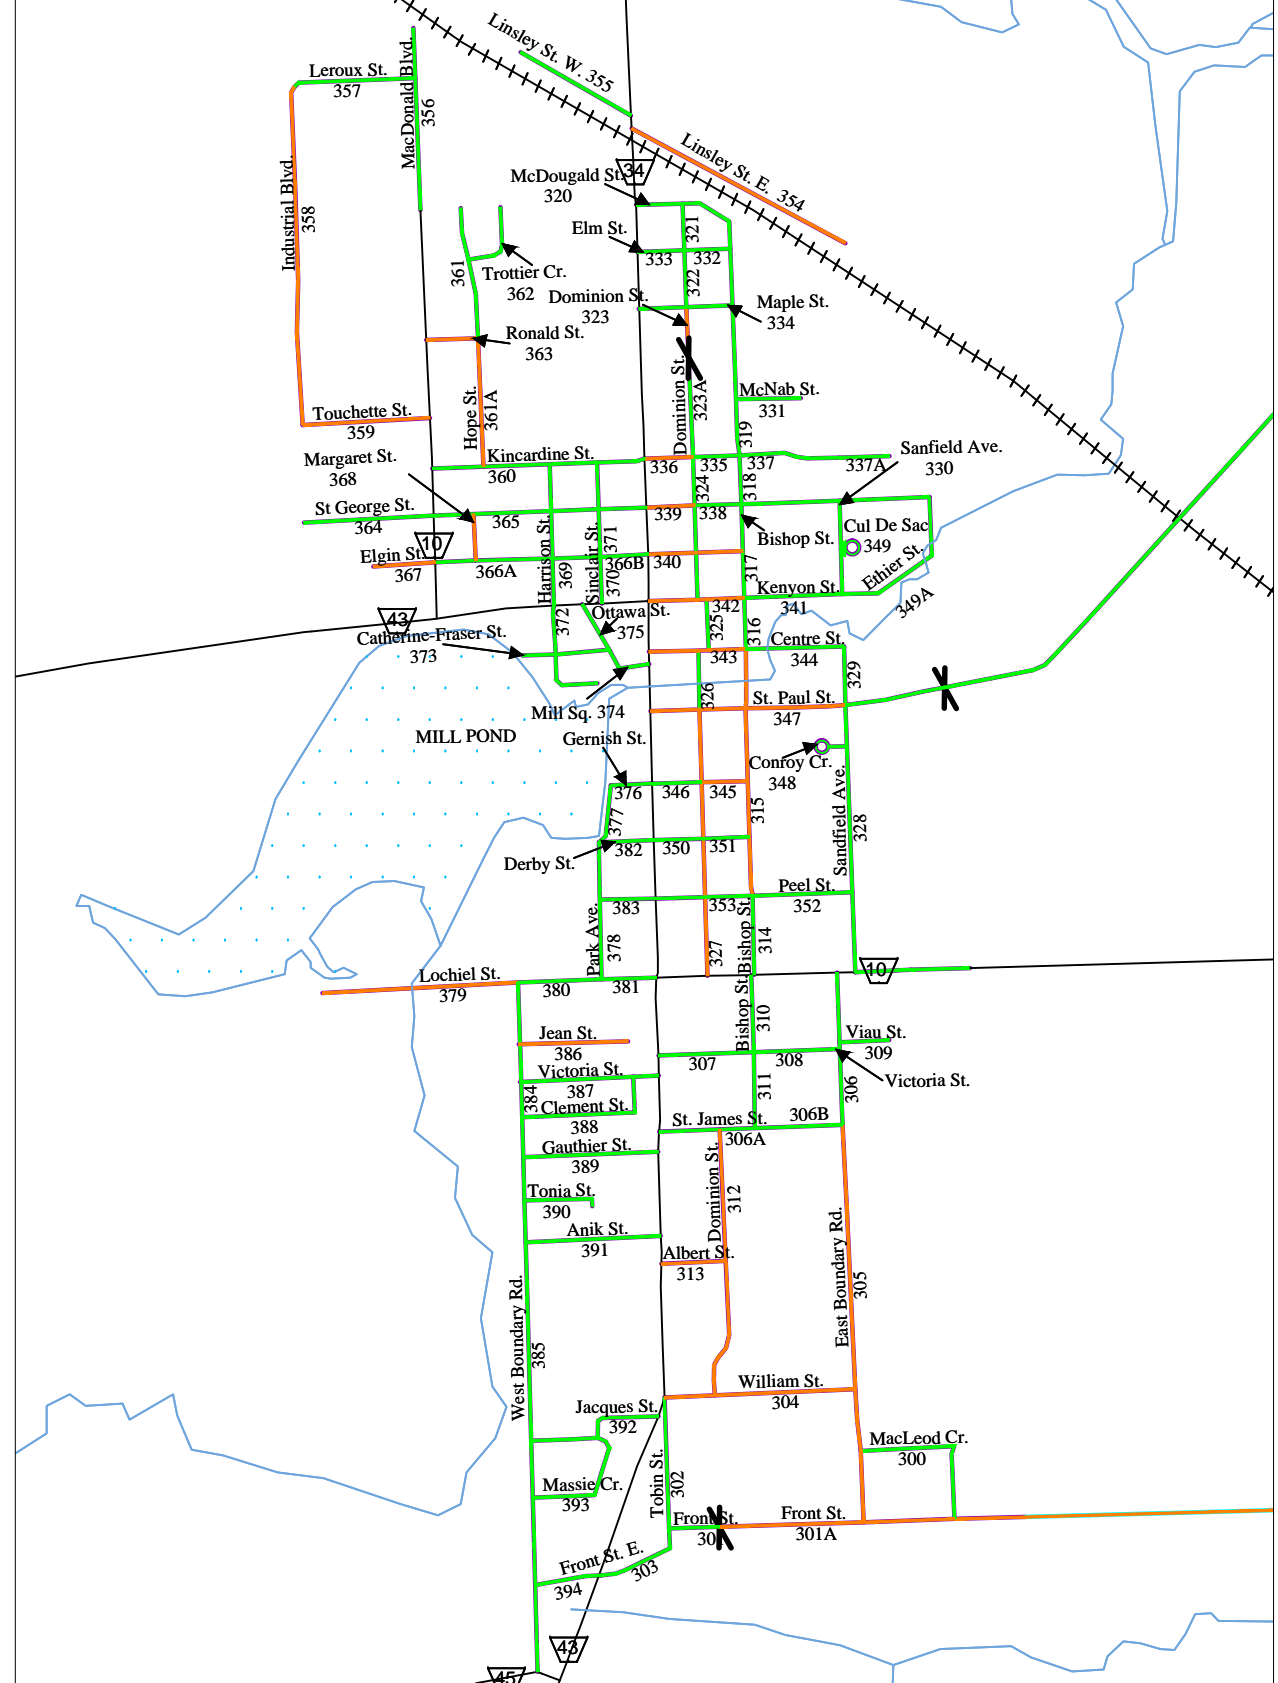 Linsley St. W. 355
Leroux St.
357
MacDonald Blvd.
356
Linsley St. E. 354
34
McDougald St.
320
Industrial Blvd.
358
Elm St.
321
333
332
361
Trottier Cr.
362
322
Dominion St.
323
Maple St.
334
Ronald St.
363
Dominion St.
323A
McNab St.
331
Hope St.
361A
Touchette St.
359
319
Margaret St.
368
Kincardine St.
360
336
335
337
337A
Sanfield Ave.
330
324
318
St George St.
364
365
339
338
Harrison St.
Sinclair St.
371
Bishop St.
Cul De Sac
349
10
Elgin St.
367
366A
369
366B
370
340
317
Ethier St.
349A
Kenyon St.
341
342
43
372
Ottawa St.
375
325
316
Catherine-Fraser St.
373
343
Centre St.
344
329
326
Mill Sq. 374
St. Paul St.
347
MILL POND
Gernish St.
Conroy Cr.
348
376
346
345
315
Sandfield Ave.
328
377
Derby St.
382
350
351
Peel St.
352
383
353
Park Ave.
378
327
Bishop St.
314
Lochiel St.
379
380
381
10
Bishop St.
310
Jean St.
386
Viau St.
309
307
308
Victoria St.
387
311
306
Victoria St.
384
Clement St.
388
St. James St.
306A
306B
Gauthier St.
389
Dominion St.
312
Tonia St.
390
Anik St.
391
Albert St.
313
East Boundary Rd.
305
West Boundary Rd.
385
William St.
304
Jacques St.
392
MacLeod Cr.
300
Tobin St.
302
Massie Cr.
393
Front St.
301
Front St.
301A
Front St. E.
394
303
43
45